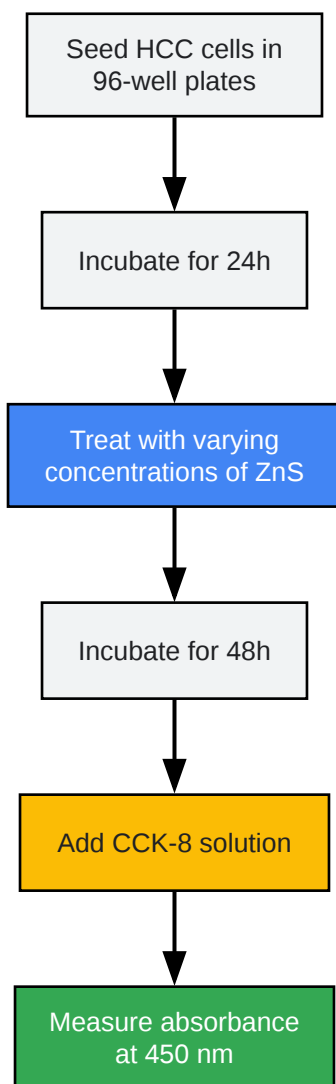 Seed HCC cells in
96-well plates
Incubate for 24h
Treat with varying
concentrations of ZnS
Incubate for 48h
Add CCK-8 solution
Measure absorbance
at 450 nm